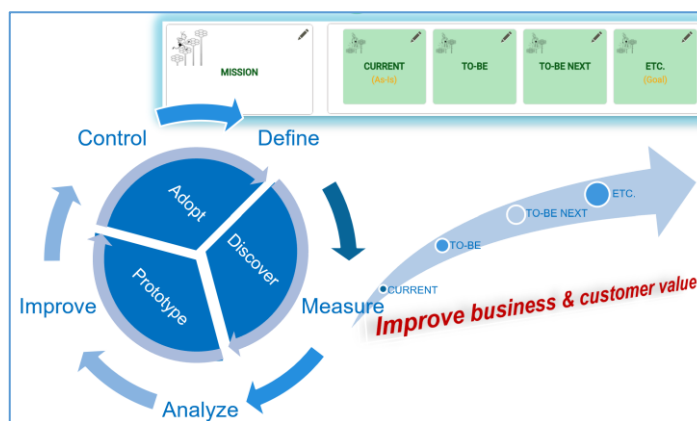 MISSION
CURRENT
(As-Is)
TO-BE
TO-BE NEXT
ETC.
(Goal)
Control
Define
Adopt
Discover
Prototype
Improve
Measure
Analyze
ETC.
TO-BE NEXT
TO-BE
CURRENT
Improve business & customer value